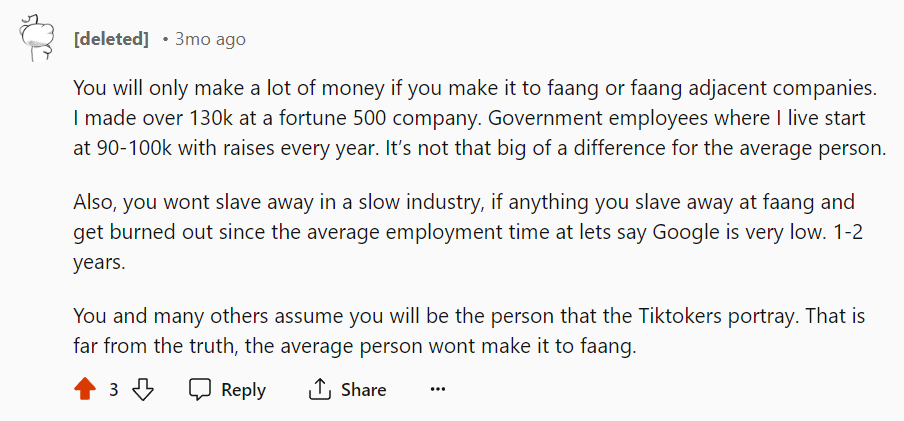 [deleted] • 3mo ago
You will only make a lot of money if you make it to faang or faang adjacent companies.
I made over 130k at a fortune 500 company. Government employees where I live start
at 90-100k with raises every year. It's not that big of a difference for the average person.
Also, you wont slave away in a slow industry, if anything you slave away at faang and
get burned out since the average employment time at lets say Google is very low. 1-2
years.
You and many others assume you will be the person that the Tiktokers portray. That is
far from the truth, the average person wont make it to faang.
3 Reply Share ...